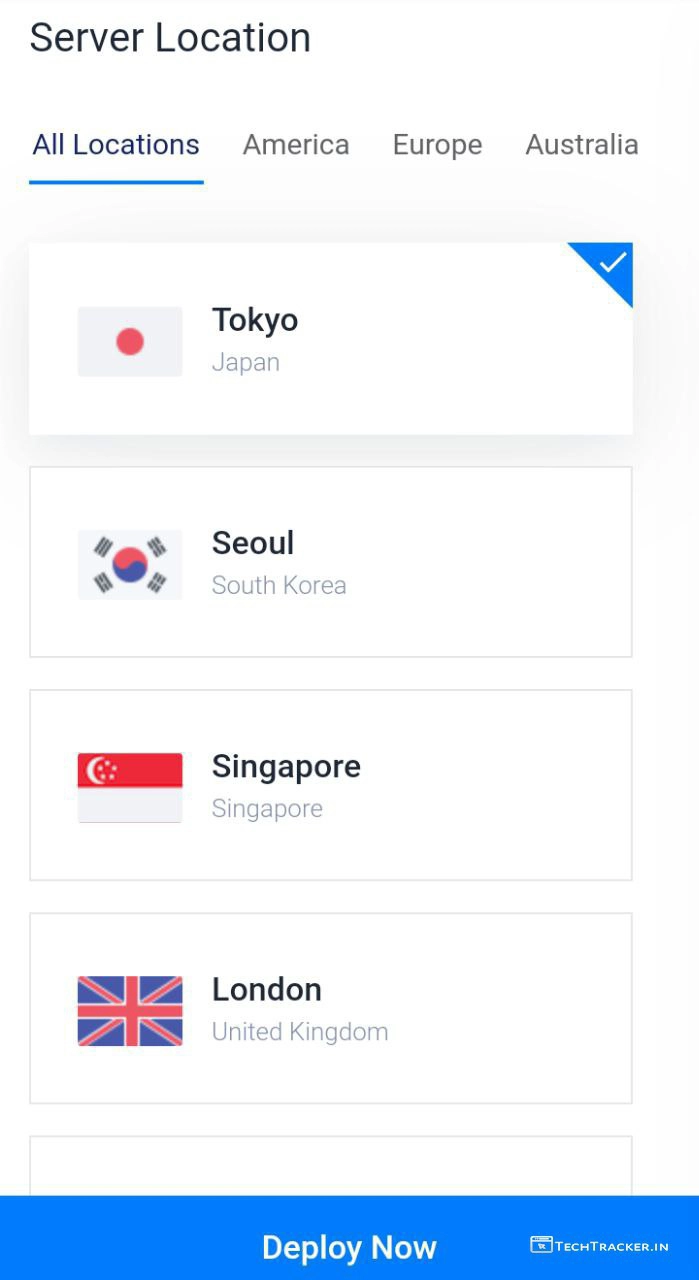 Server Location
All Locations America Europe Australia
Tokyo
Japan
Seoul
South Korea
Singapore
Singapore
London
United Kingdom
Deploy Now
TECHTRACKER.IN